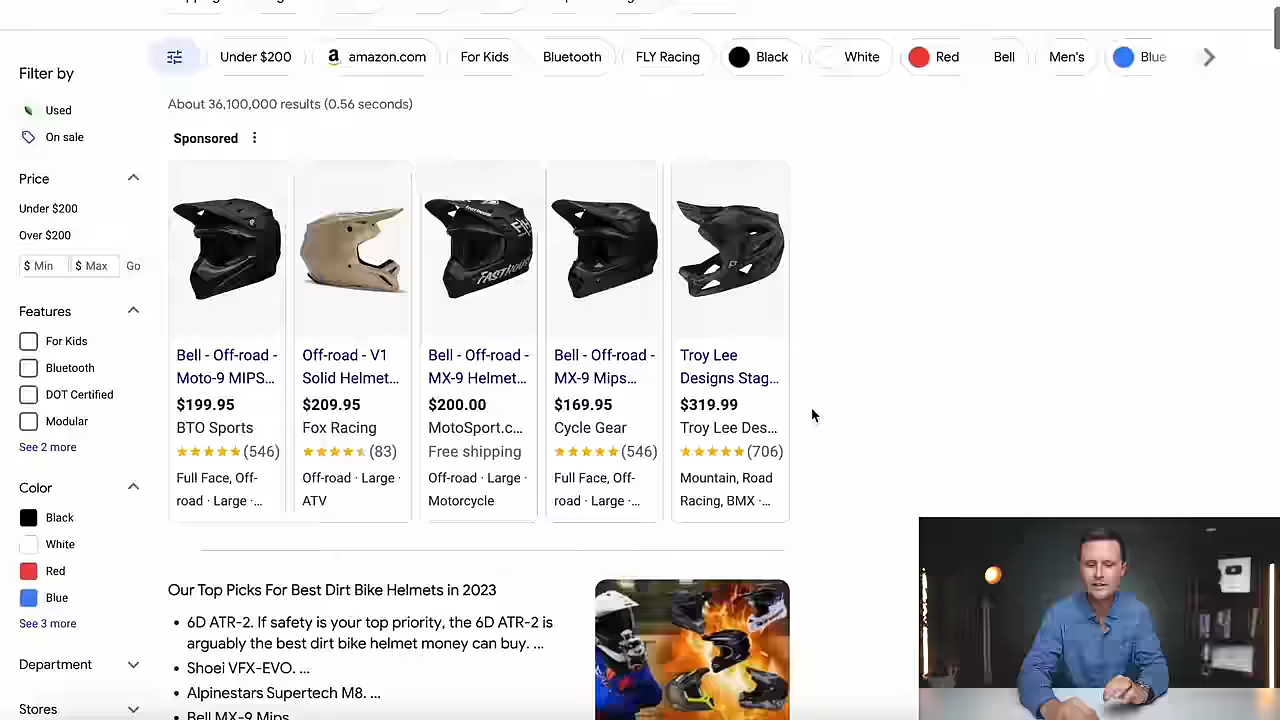 Under $200
amazon.com
For Kids
Bluetooth
FLY Racing
Black
White
Red
Bell
Men's
Blue
Filter by
Used
On sale
Price
Under $200
Over $200
$ Min
$ Max
Go
Features
For Kids
Bluetooth
DOT Certified
Modular
See 2 more
Color
Black
White
Red
Blue
See 3 more
Department
Stores
About 36,100,000 results (0.56 seconds)
Sponsored
Bell - Off-road -
Moto-9 MIPS...
$199.95
BTO Sports
(546)
Full Face, Off-
road · Large ·...
Off-road - V1
Solid Helmet...
$209.95
Fox Racing
(83)
Off-road · Large ·
ATV
FASTHOUSE
Bell - Off-road -
MX-9 Helmet...
$200.00
MotoSport.c...
Free shipping
Off-road · Large ·
Motorcycle
Bell - Off-road -
MX-9 Mips...
$169.95
Cycle Gear
(546)
Full Face, Off-
road · Large ·...
Troy Lee
Designs Stag...
$319.99
Troy Lee Des...
(706)
Mountain, Road
Racing, BMX ·...
Our Top Picks For Best Dirt Bike Helmets in 2023
• 6D ATR-2. If safety is your top priority, the 6D ATR-2 is
arguably the best dirt bike helmet money can buy. ...
• Shoei VFX-EVO. ...
• Alpinestars Supertech M8. ...
• Bell MX-9 Mips